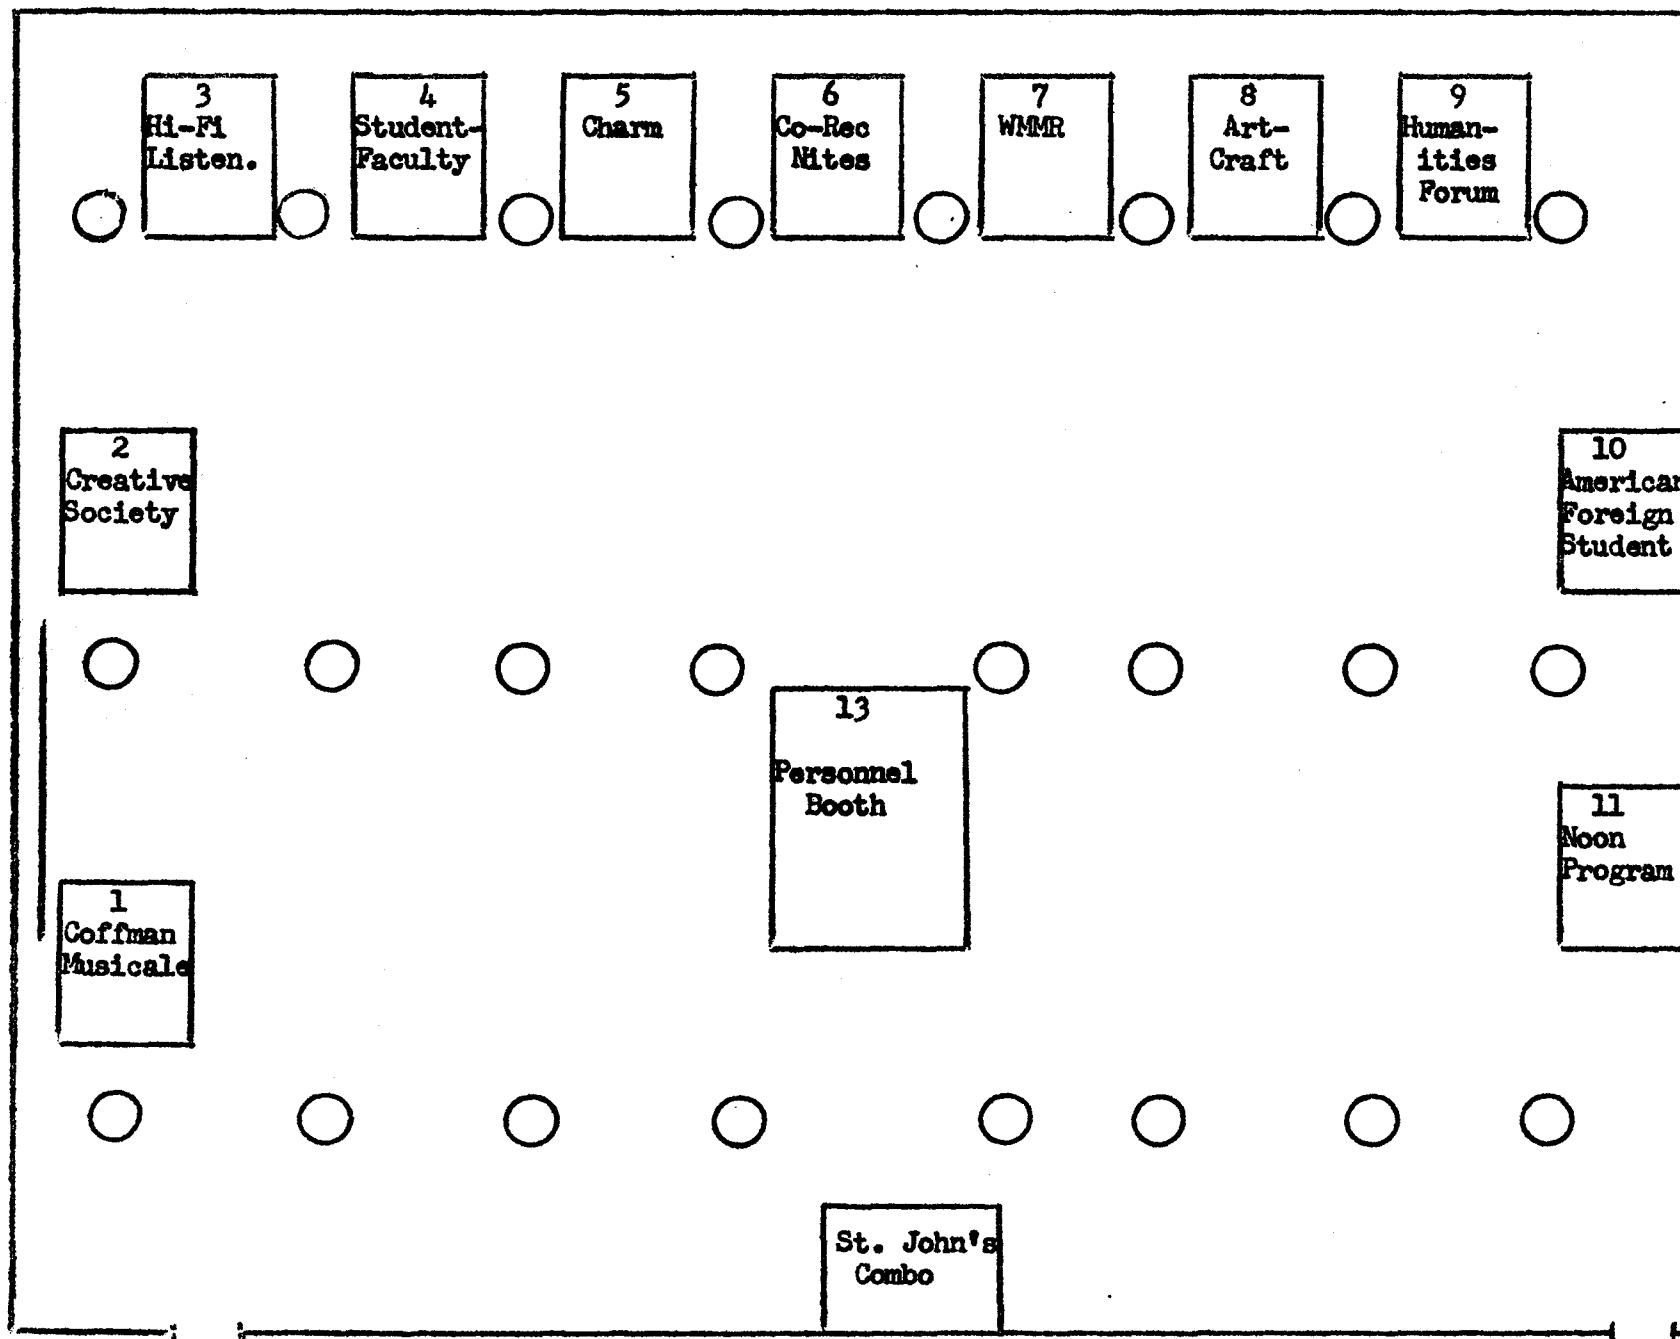 3
Hi-Fi
Listen.
4
Student-
Faculty
5
Charm
6
Co-Rec
Nites
7
WMMR
8
Art-
Craft
9
Human-
ities
Forum
2
Creative
Society
10
American
Foreign
Student
13
Personnel
Booth
11
Noon
Program
1
Coffman
Musicale
St. John's
Combo